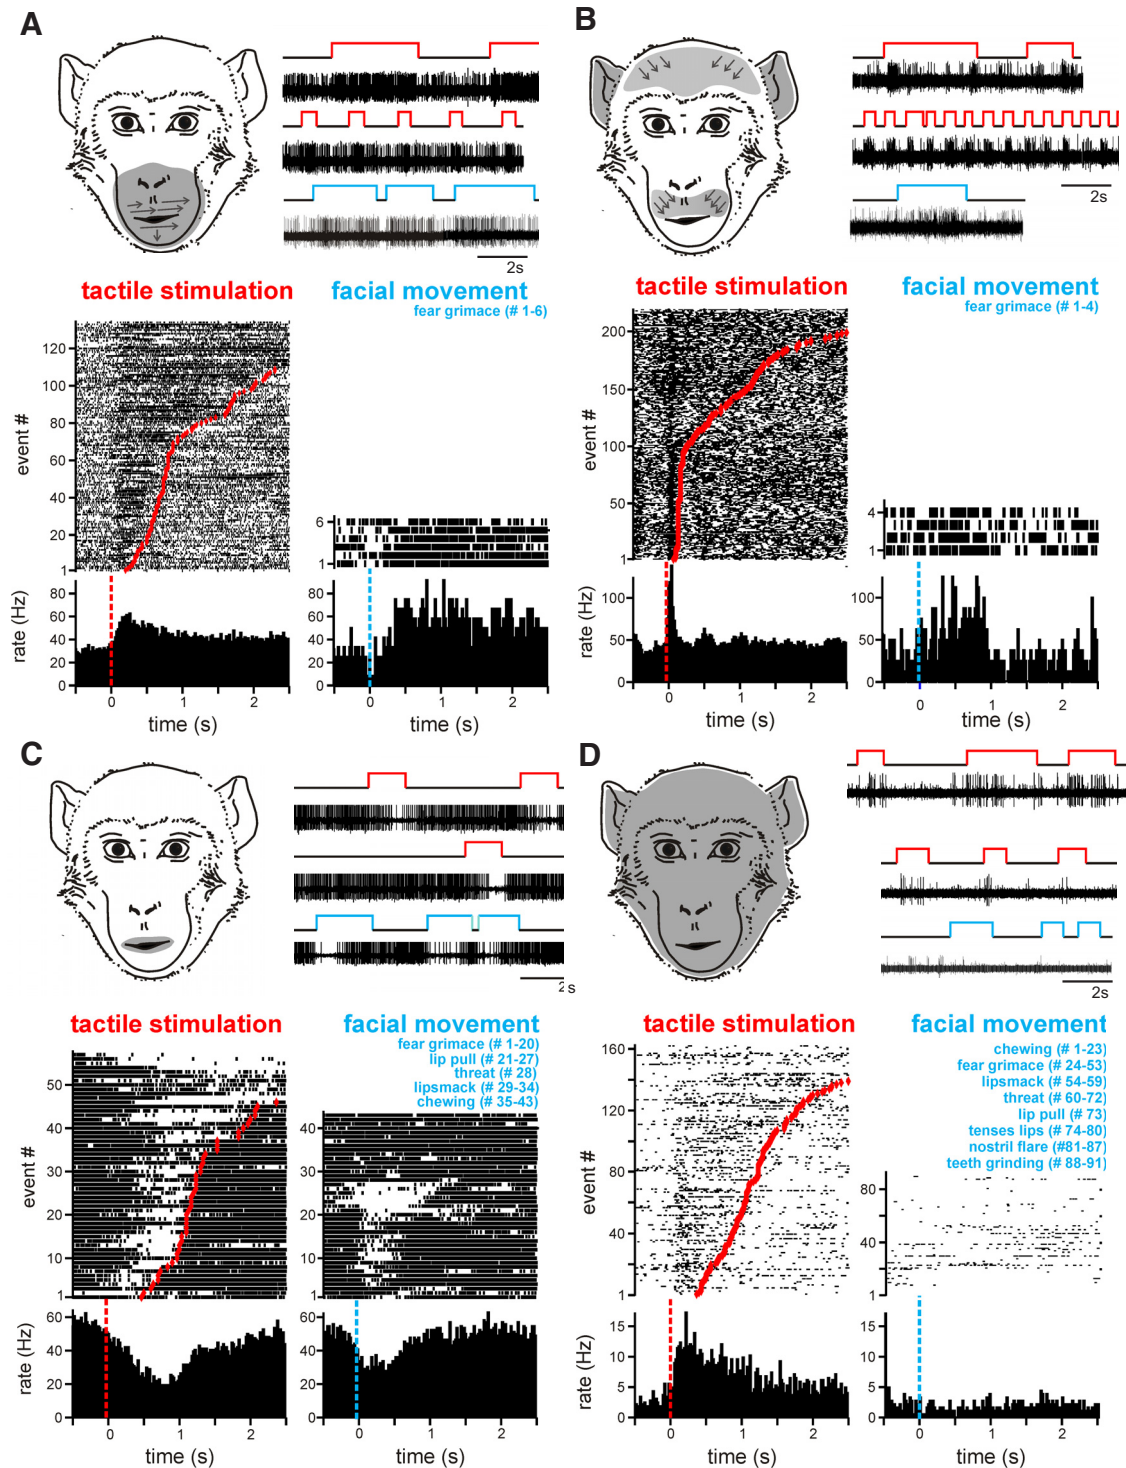 A
B
2s
2s
tactile stimulation
facial movement
fear grimace (# 1-6)
tactile stimulation
facial movement
fear grimace (# 1-4)
event #
120
100
80
60
40
20
1
6
1
rate (Hz)
80
60
40
20
0
0
1
2
time (s)
80
60
40
20
0
0
1
2
time (s)
event #
200
150
100
50
1
4
1
rate (Hz)
100
50
0
0
1
2
time (s)
100
50
0
0
1
2
time (s)
C
D
2s
2s
tactile stimulation
facial movement
fear grimace (# 1-20)
lip pull (# 21-27)
threat (# 28)
lipsmack (# 29-34)
chewing (# 35-43)
tactile stimulation
facial movement
chewing (# 1-23)
fear grimace (# 24-53)
lipsmack (# 54-59)
threat (# 60-72)
lip pull (# 73)
tenses lips (# 74-80)
nostril flare (#81-87)
teeth grinding (# 88-91)
event #
50
40
30
20
10
1
40
30
20
10
1
rate (Hz)
60
40
20
0
0
1
2
time (s)
60
40
20
0
0
1
2
time (s)
event #
160
120
80
40
1
80
40
1
rate (Hz)
15
10
5
0
0
1
2
time (s)
15
10
5
0
0
1
2
time (s)